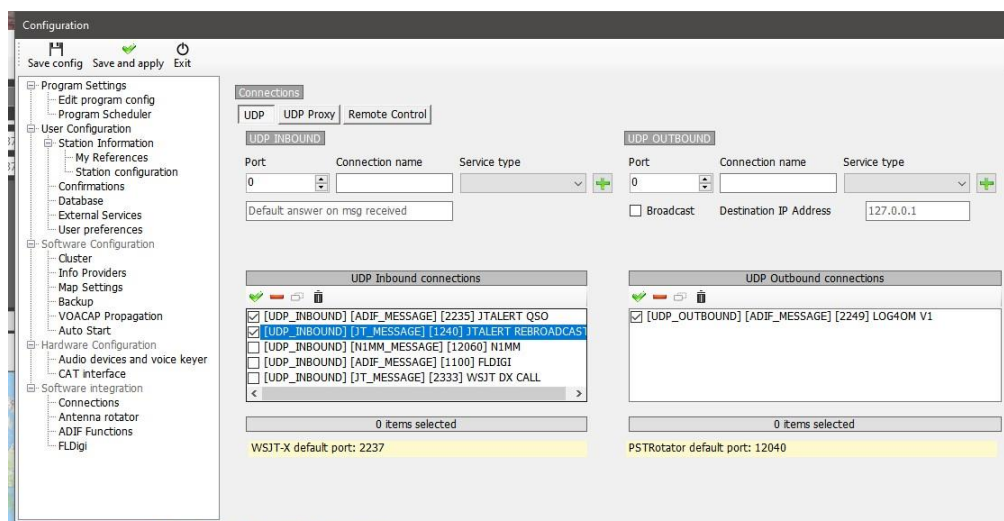 Configuration
Save config Save and apply Exit
Program Settings
Edit program config
Program Scheduler
User Configuration
Station Information
My References
Station configuration
Confirmations
Database
External Services
User preferences
Software Configuration
Cluster
Info Providers
Map Settings
Backup
VOACAP Propagation
Auto Start
Hardware Configuration
Audio devices and voice keyer
CAT interface
Software integration
Connections
Antenna rotator
ADIF Functions
FLDigi
Connections
UDP UDP Proxy Remote Control
UDP INBOUND
Port Connection name Service type
0
Default answer on msg received
UDP Inbound connections
[UDP_INBOUND] [ADIF_MESSAGE] [2235] JTALERT QSO
[UDP_INBOUND] [JT_MESSAGE] [1240] JTALERT REBROADCAST
[UDP_INBOUND] [N1MM_MESSAGE] [12060] N1MM
[UDP_INBOUND] [ADIF_MESSAGE] [1100] FLDIGI
[UDP_INBOUND] [JT_MESSAGE] [2333] WSJT DX CALL
0 items selected
WSJT-X default port: 2237
UDP OUTBOUND
Port Connection name Service type
0
Broadcast Destination IP Address 127.0.0.1
UDP Outbound connections
[UDP_OUTBOUND] [ADIF_MESSAGE] [2249] LOG4OM V1
0 items selected
PSTRotator default port: 12040